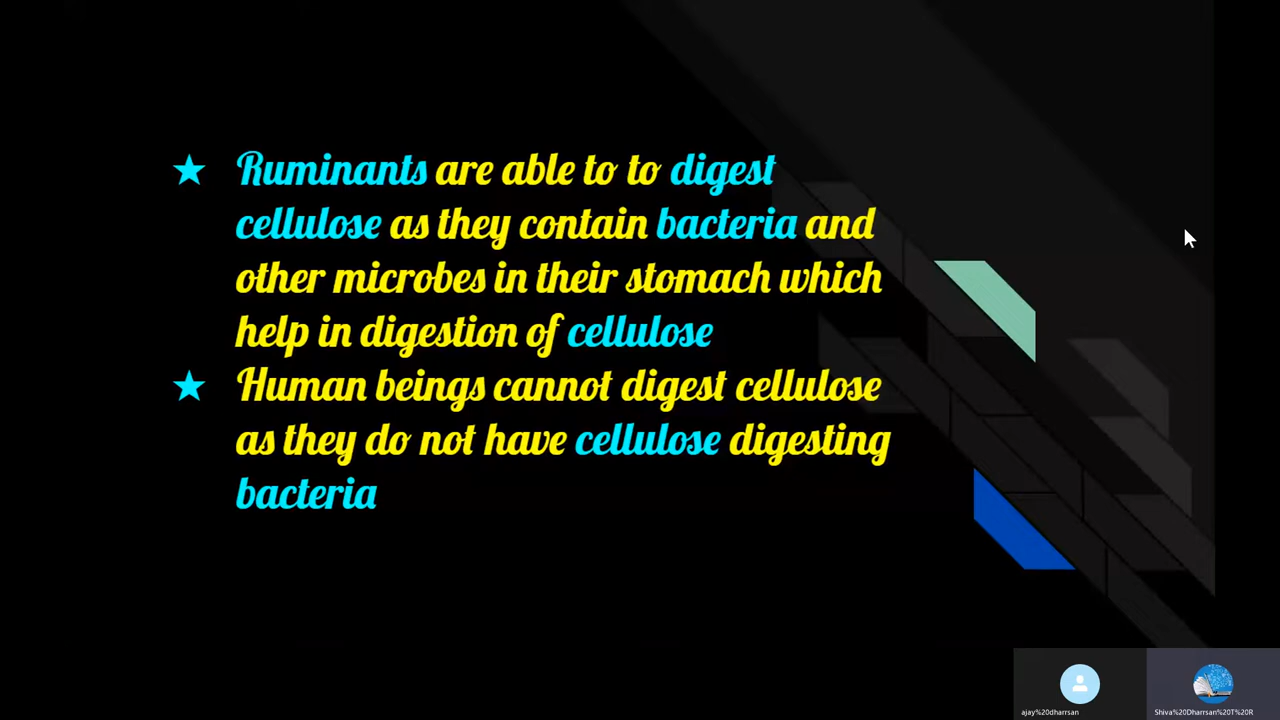 ★ Ruminants are able to to digest
cellulose as they contain bacteria and
other microbes in their stomach which
help in digestion of cellulose
★ Human beings cannot digest cellulose
as they do not have cellulose digesting
bacteria
ajay%20dharrsan
Shiva%20Dharrsan%20T%20R